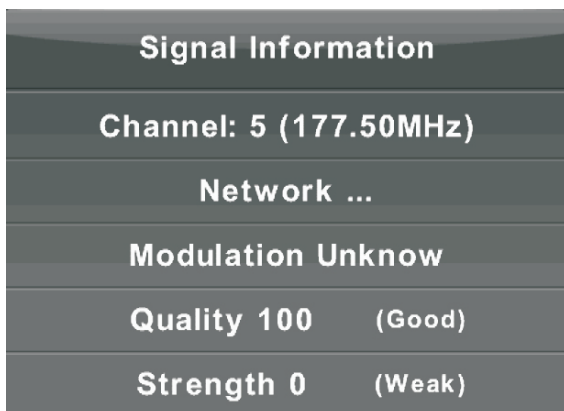 Signal Information
Channel: 5 (177.50MHz)
Network ...
Modulation Unknow
Quality 100 (Good)
Strength 0 (Weak)